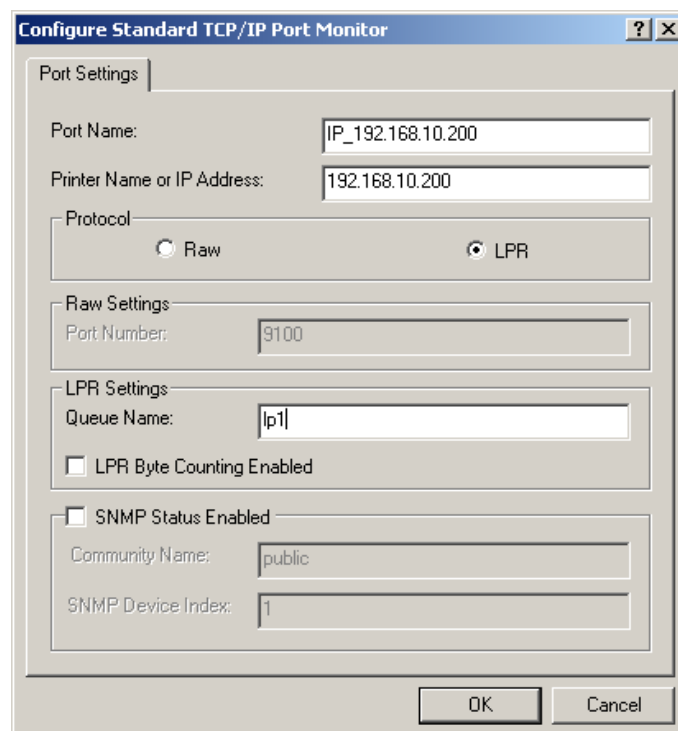 Configure Standard TCP/IP Port Monitor
Port Settings
Port Name: IP_192.168.10.200
Printer Name or IP Address: 192.168.10.200
Protocol
Raw LPR
Raw Settings
Port Number: 9100
LPR Settings
Queue Name: lp1
LPR Byte Counting Enabled
SNMP Status Enabled
Community Name: public
SNMP Device Index: 1
OK Cancel